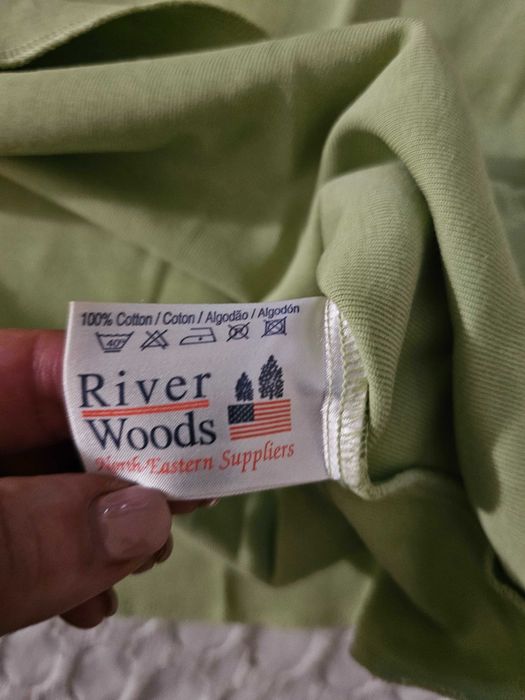 100% Cotton / Coton / Algodão / Algodón
40°
River
Woods
North Eastern Suppliers